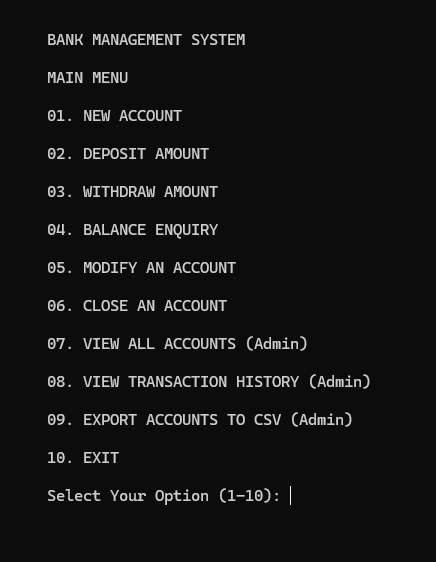 BANK MANAGEMENT SYSTEM
MAIN MENU
01. NEW ACCOUNT
02. DEPOSIT AMOUNT
03. WITHDRAW AMOUNT
04. BALANCE ENQUIRY
05. MODIFY AN ACCOUNT
06. CLOSE AN ACCOUNT
07. VIEW ALL ACCOUNTS (Admin)
08. VIEW TRANSACTION HISTORY (Admin)
09. EXPORT ACCOUNTS TO CSV (Admin)
10. EXIT
Select Your Option (1-10):